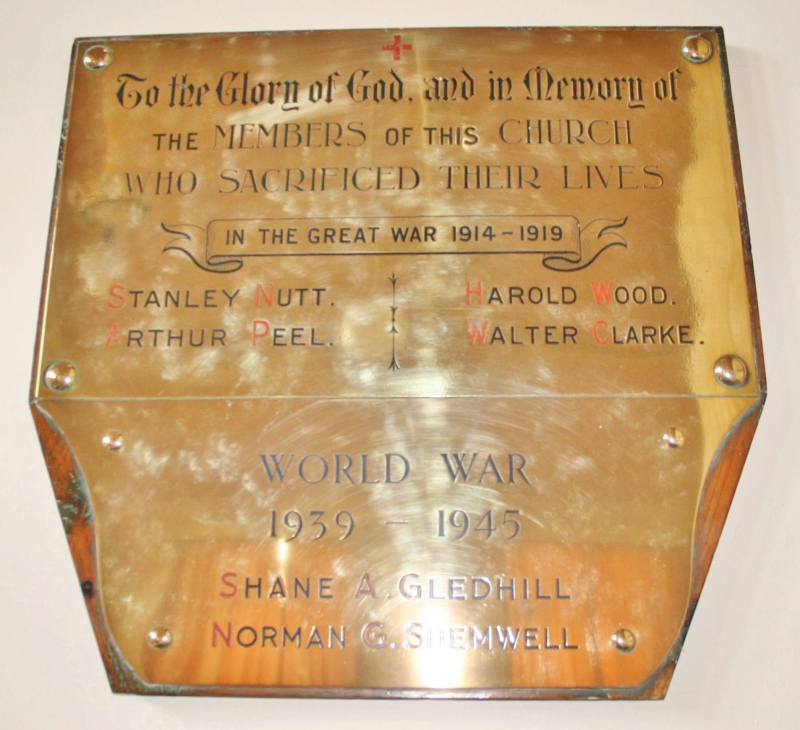 To the Glory of God, and in Memory of
THE MEMBERS OF THIS CHURCH
WHO SACRIFICED THEIR LIVES
IN THE GREAT WAR 1914-1919
STANLEY NUTT. HAROLD WOOD.
ARTHUR PEEL. WALTER CLARKE.
WORLD WAR
1939 - 1945
SHANE A. GLEDHILL
NORMAN G. SHEMWELL